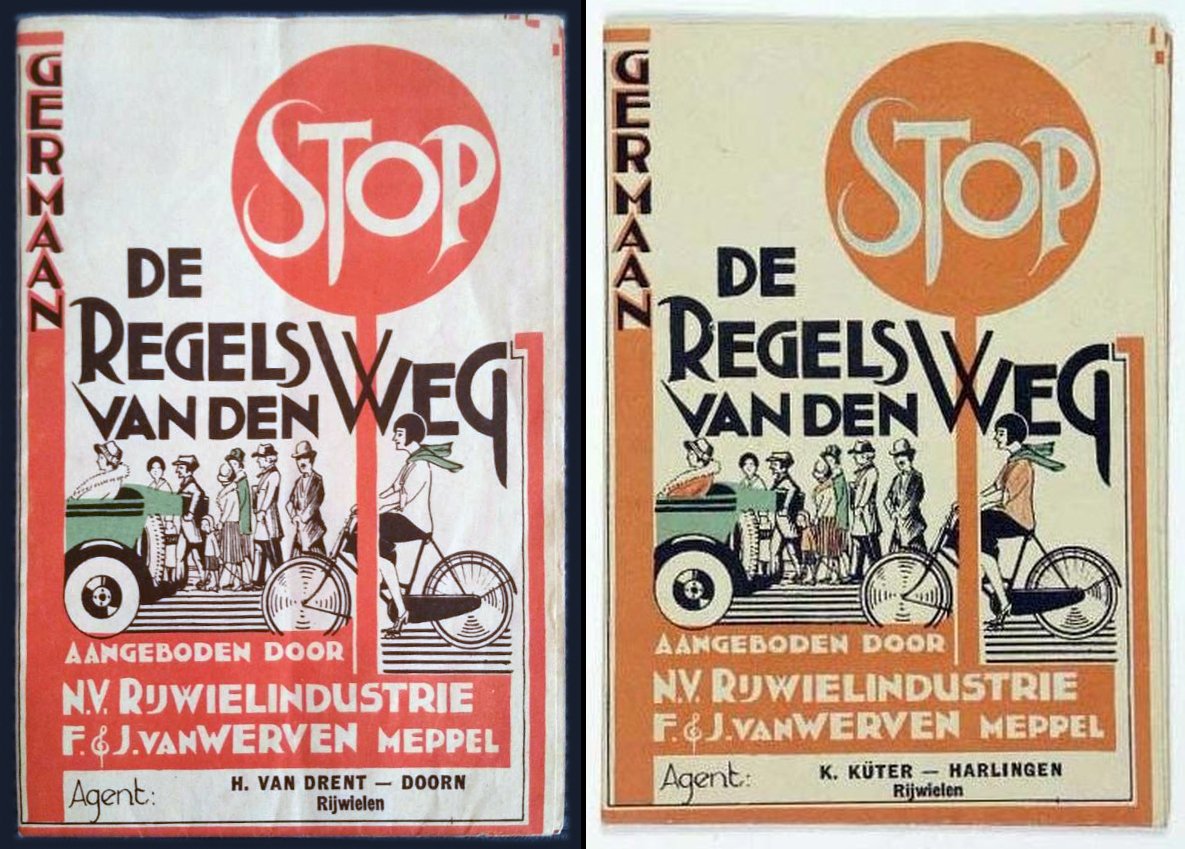 GERMAAN
STOP
DE
REGELS
VAN DEN WEG
AANGEBODEN DOOR
N.V. RIJWIELINDUSTRIE
F. & J. VAN WERVEN MEPPEL
Agent:
H. VAN DRENT — DOORN
Rijwielen
GERMAAN
STOP
DE
REGELS
VAN DEN WEG
AANGEBODEN DOOR
N.V. RIJWIELINDUSTRIE
F. & J. VAN WERVEN MEPPEL
Agent:
K. KÜTER — HARLINGEN
Rijwielen